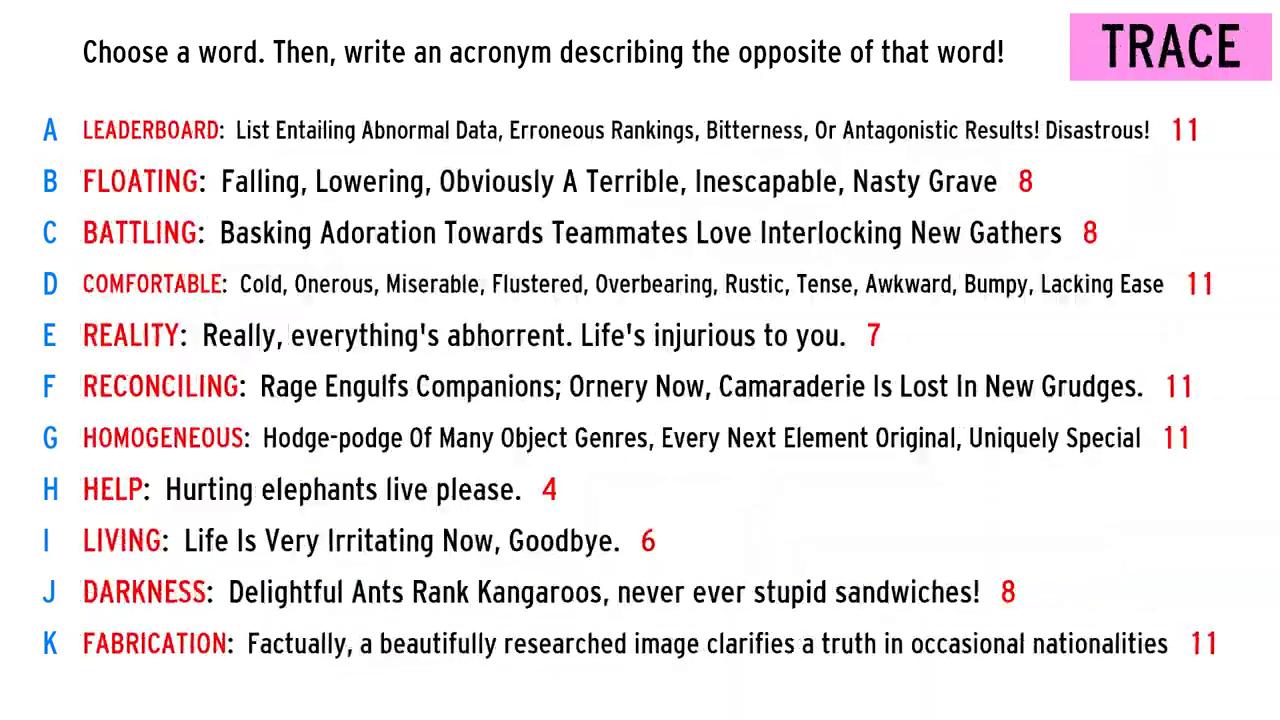 Choose a word. Then, write an acronym describing the opposite of that word!
TRACE
A LEADERBOARD: List Entailing Abnormal Data, Erroneous Rankings, Bitterness, Or Antagonistic Results! Disastrous! 11
B FLOATING: Falling, Lowering, Obviously A Terrible, Inescapable, Nasty Grave 8
C BATTLING: Basking Adoration Towards Teammates Love Interlocking New Gathers 8
D COMFORTABLE: Cold, Onerous, Miserable, Flustered, Overbearing, Rustic, Tense, Awkward, Bumpy, Lacking Ease 11
E REALITY: Really, everything's abhorrent. Life's injurious to you. 7
F RECONCILING: Rage Engulfs Companions; Ornery Now, Camaraderie Is Lost In New Grudges. 11
G HOMOGENEOUS: Hodge-podge Of Many Object Genres, Every Next Element Original, Uniquely Special 11
H HELP: Hurting elephants live please. 4
I LIVING: Life Is Very Irritating Now, Goodbye. 6
J DARKNESS: Delightful Ants Rank Kangaroos, never ever stupid sandwiches! 8
K FABRICATION: Factually, a beautifully researched image clarifies a truth in occasional nationalities 11